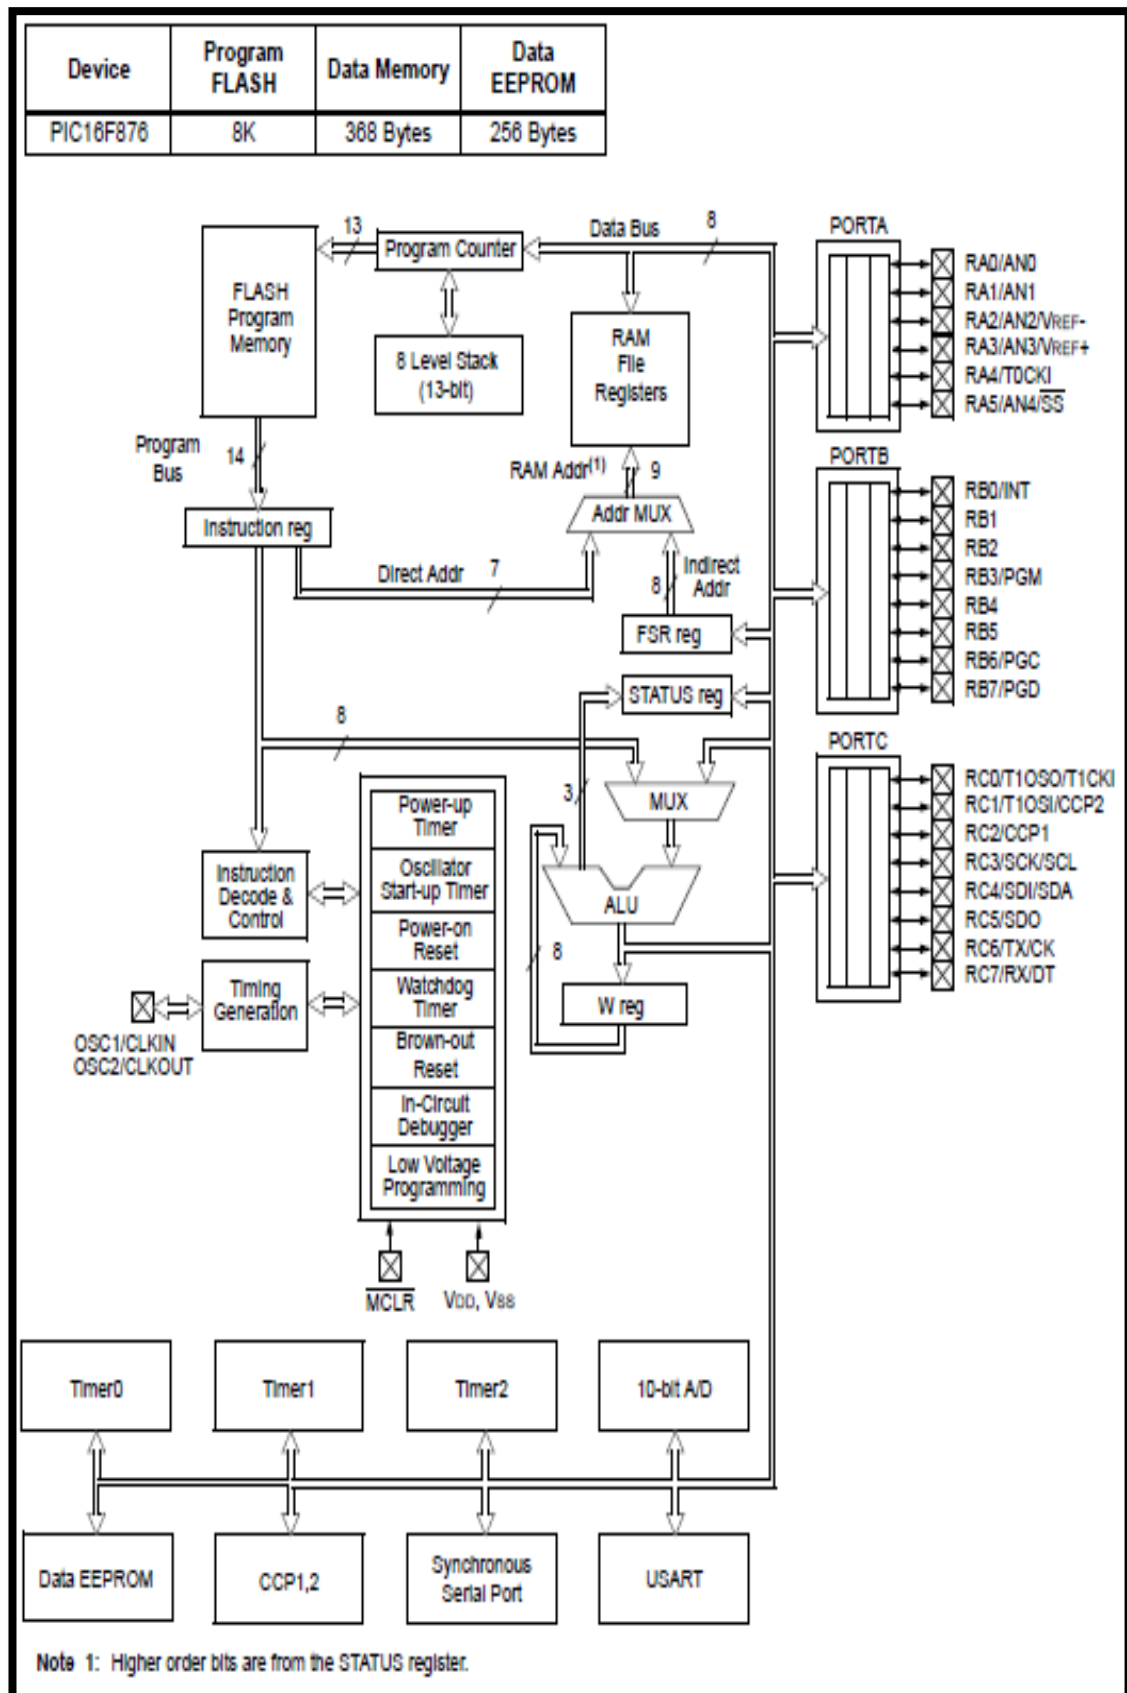 Device Program FLASH Data Memory Data EEPROM
PIC16F876 8K 368 Bytes 256 Bytes
13
Program Counter
Data Bus
8
FLASH
Program
Memory
8 Level Stack
(13-bit)
RAM
File
Registers
PORTA
RA0/AN0
RA1/AN1
RA2/AN2/VREF-
RA3/AN3/VREF+
RA4/T0CKI
RA5/AN4/SS
Program
Bus
14
RAM Addr(1)
9
Addr MUX
Instruction reg
Direct Addr
7
8
Indirect
Addr
FSR reg
STATUS reg
PORTB
RB0/INT
RB1
RB2
RB3/PGM
RB4
RB5
RB6/PGC
RB7/PGD
8
3
MUX
ALU
8
W reg
PORTC
RC0/T1OSO/T1CKI
RC1/T1OSI/CCP2
RC2/CCP1
RC3/SCK/SCL
RC4/SDI/SDA
RC5/SDO
RC6/TX/CK
RC7/RX/DT
Instruction
Decode &
Control
Timing
Generation
OSC1/CLKIN
OSC2/CLKOUT
Power-up
Timer
Oscillator
Start-up Timer
Power-on
Reset
Watchdog
Timer
Brown-out
Reset
In-Circuit
Debugger
Low Voltage
Programming
MCLR
VDD, VSS
Timer0
Timer1
Timer2
10-bit A/D
Data EEPROM
CCP1,2
Synchronous
Serial Port
USART
Note 1: Higher order bits are from the STATUS register.